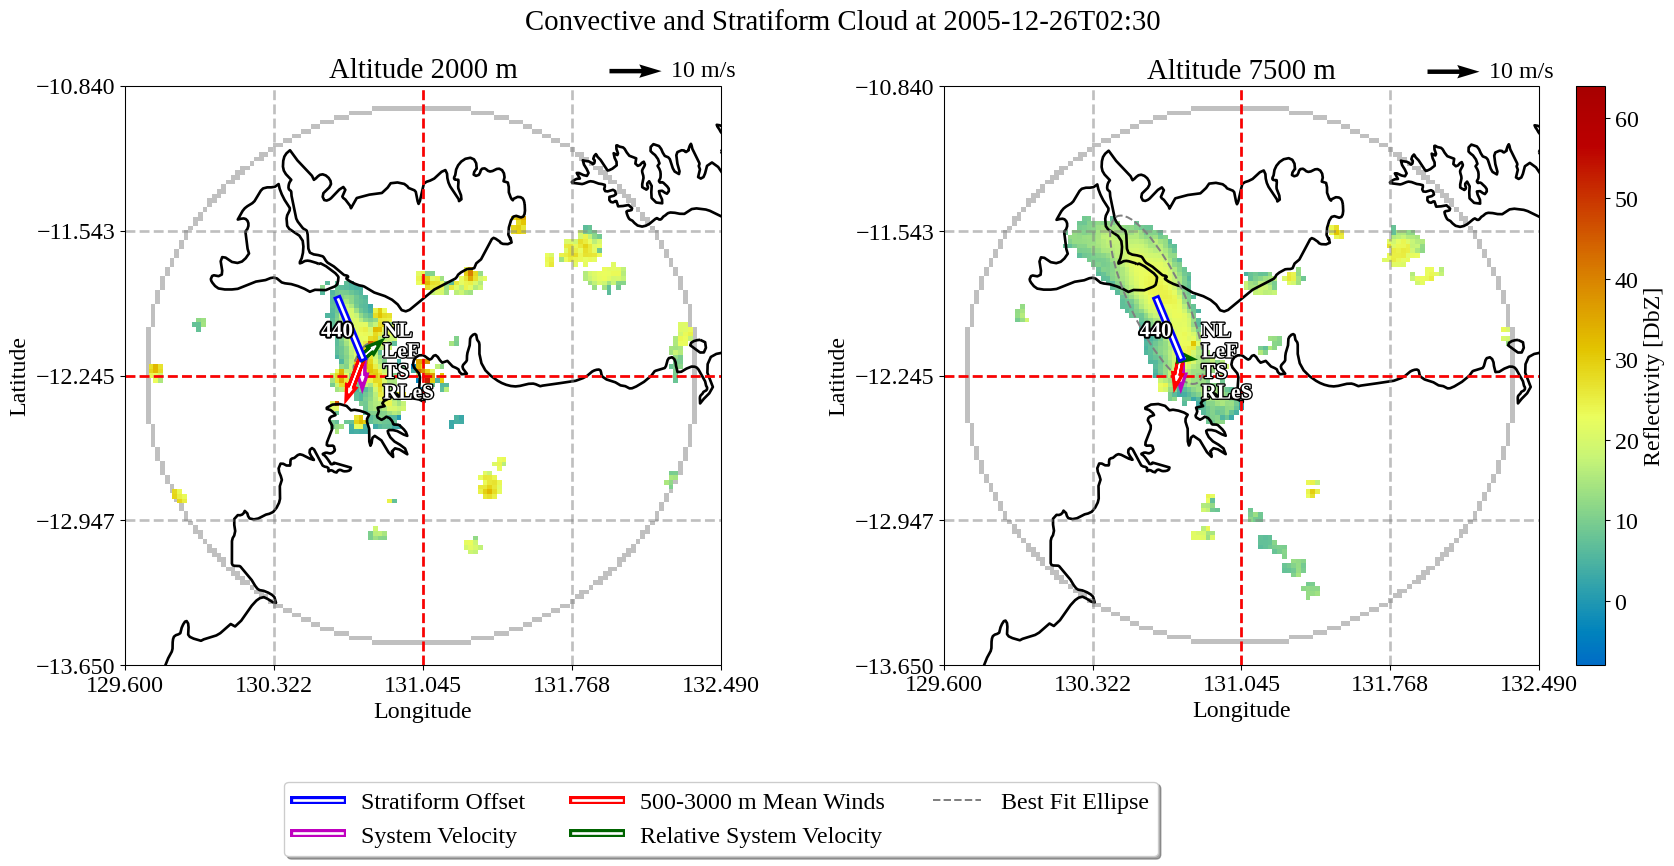 Convective and Stratiform Cloud at 2005-12-26T02:30
Altitude 2000 m
10 m/s
Altitude 7500 m
10 m/s
−10.840
−11.543
−12.245
−12.947
−13.650
129.600
130.322
131.045
131.768
132.490
Latitude
Longitude
440
NL
LeF
TS
RLeS
−10.840
−11.543
−12.245
−12.947
−13.650
129.600
130.322
131.045
131.768
132.490
Latitude
Longitude
440
NL
LeF
TS
RLeS
60
50
40
30
20
10
0
Reflectivity [DbZ]
Stratiform Offset
System Velocity
500-3000 m Mean Winds
Relative System Velocity
Best Fit Ellipse